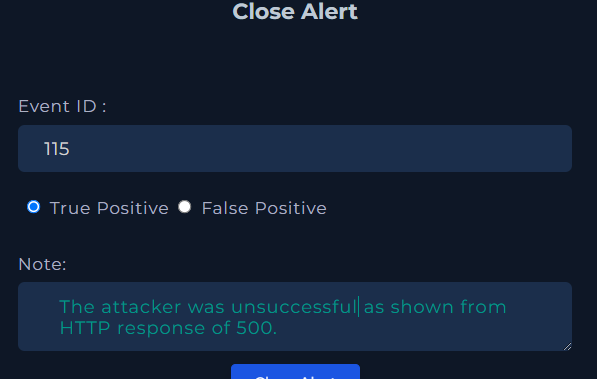 Close Alert
Event ID :
115
True Positive False Positive
Note:
The attacker was unsuccessful as shown from
HTTP response of 500.